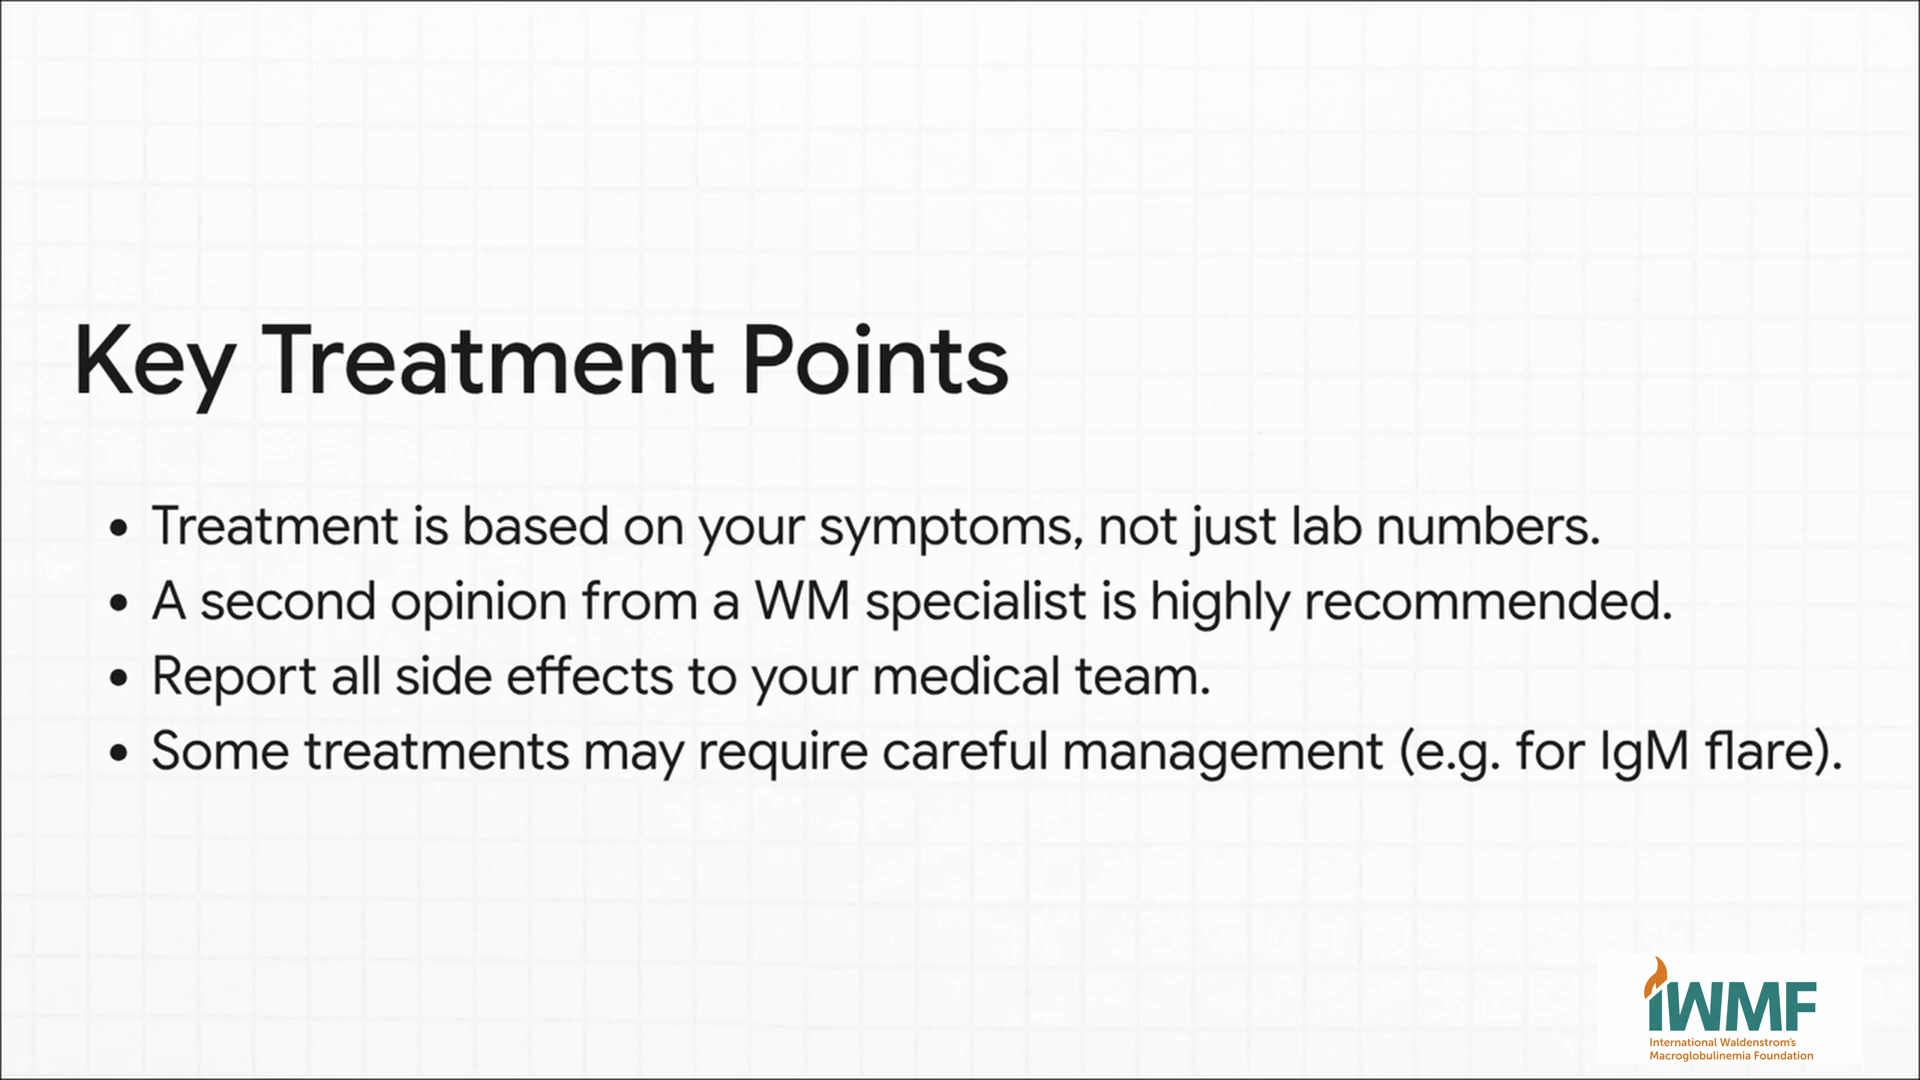 Key Treatment Points
• Treatment is based on your symptoms, not just lab numbers.
• A second opinion from a WM specialist is highly recommended.
• Report all side effects to your medical team.
• Some treatments may require careful management (e.g. for IgM flare).
iWMF
International Waldenstrom's
Macroglobulinemia Foundation